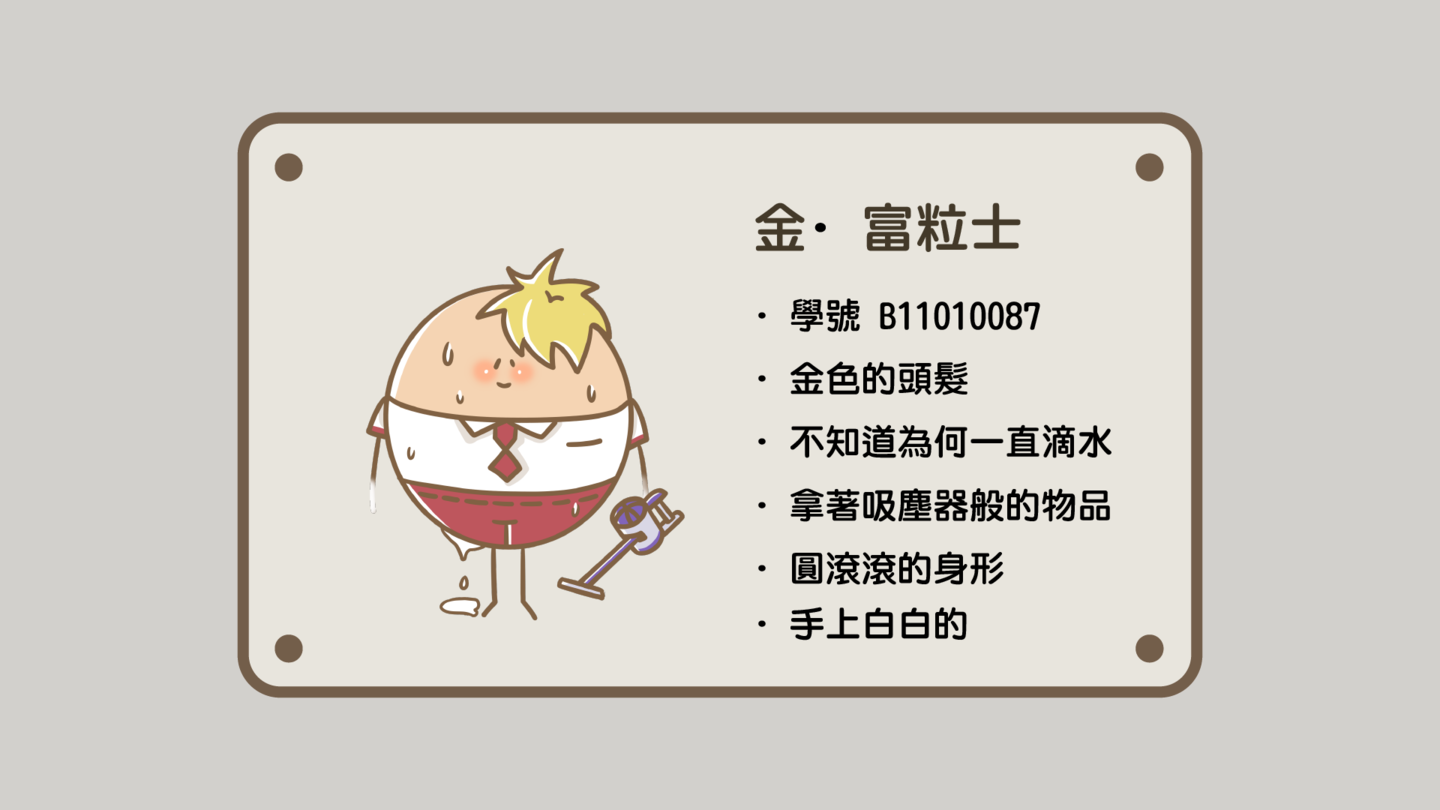 金· 富粒士
· 學號 B11010087
· 金色的頭髮
· 不知道為何一直滴水
· 拿著吸塵器般的物品
· 圓滾滾的身形
· 手上白白的